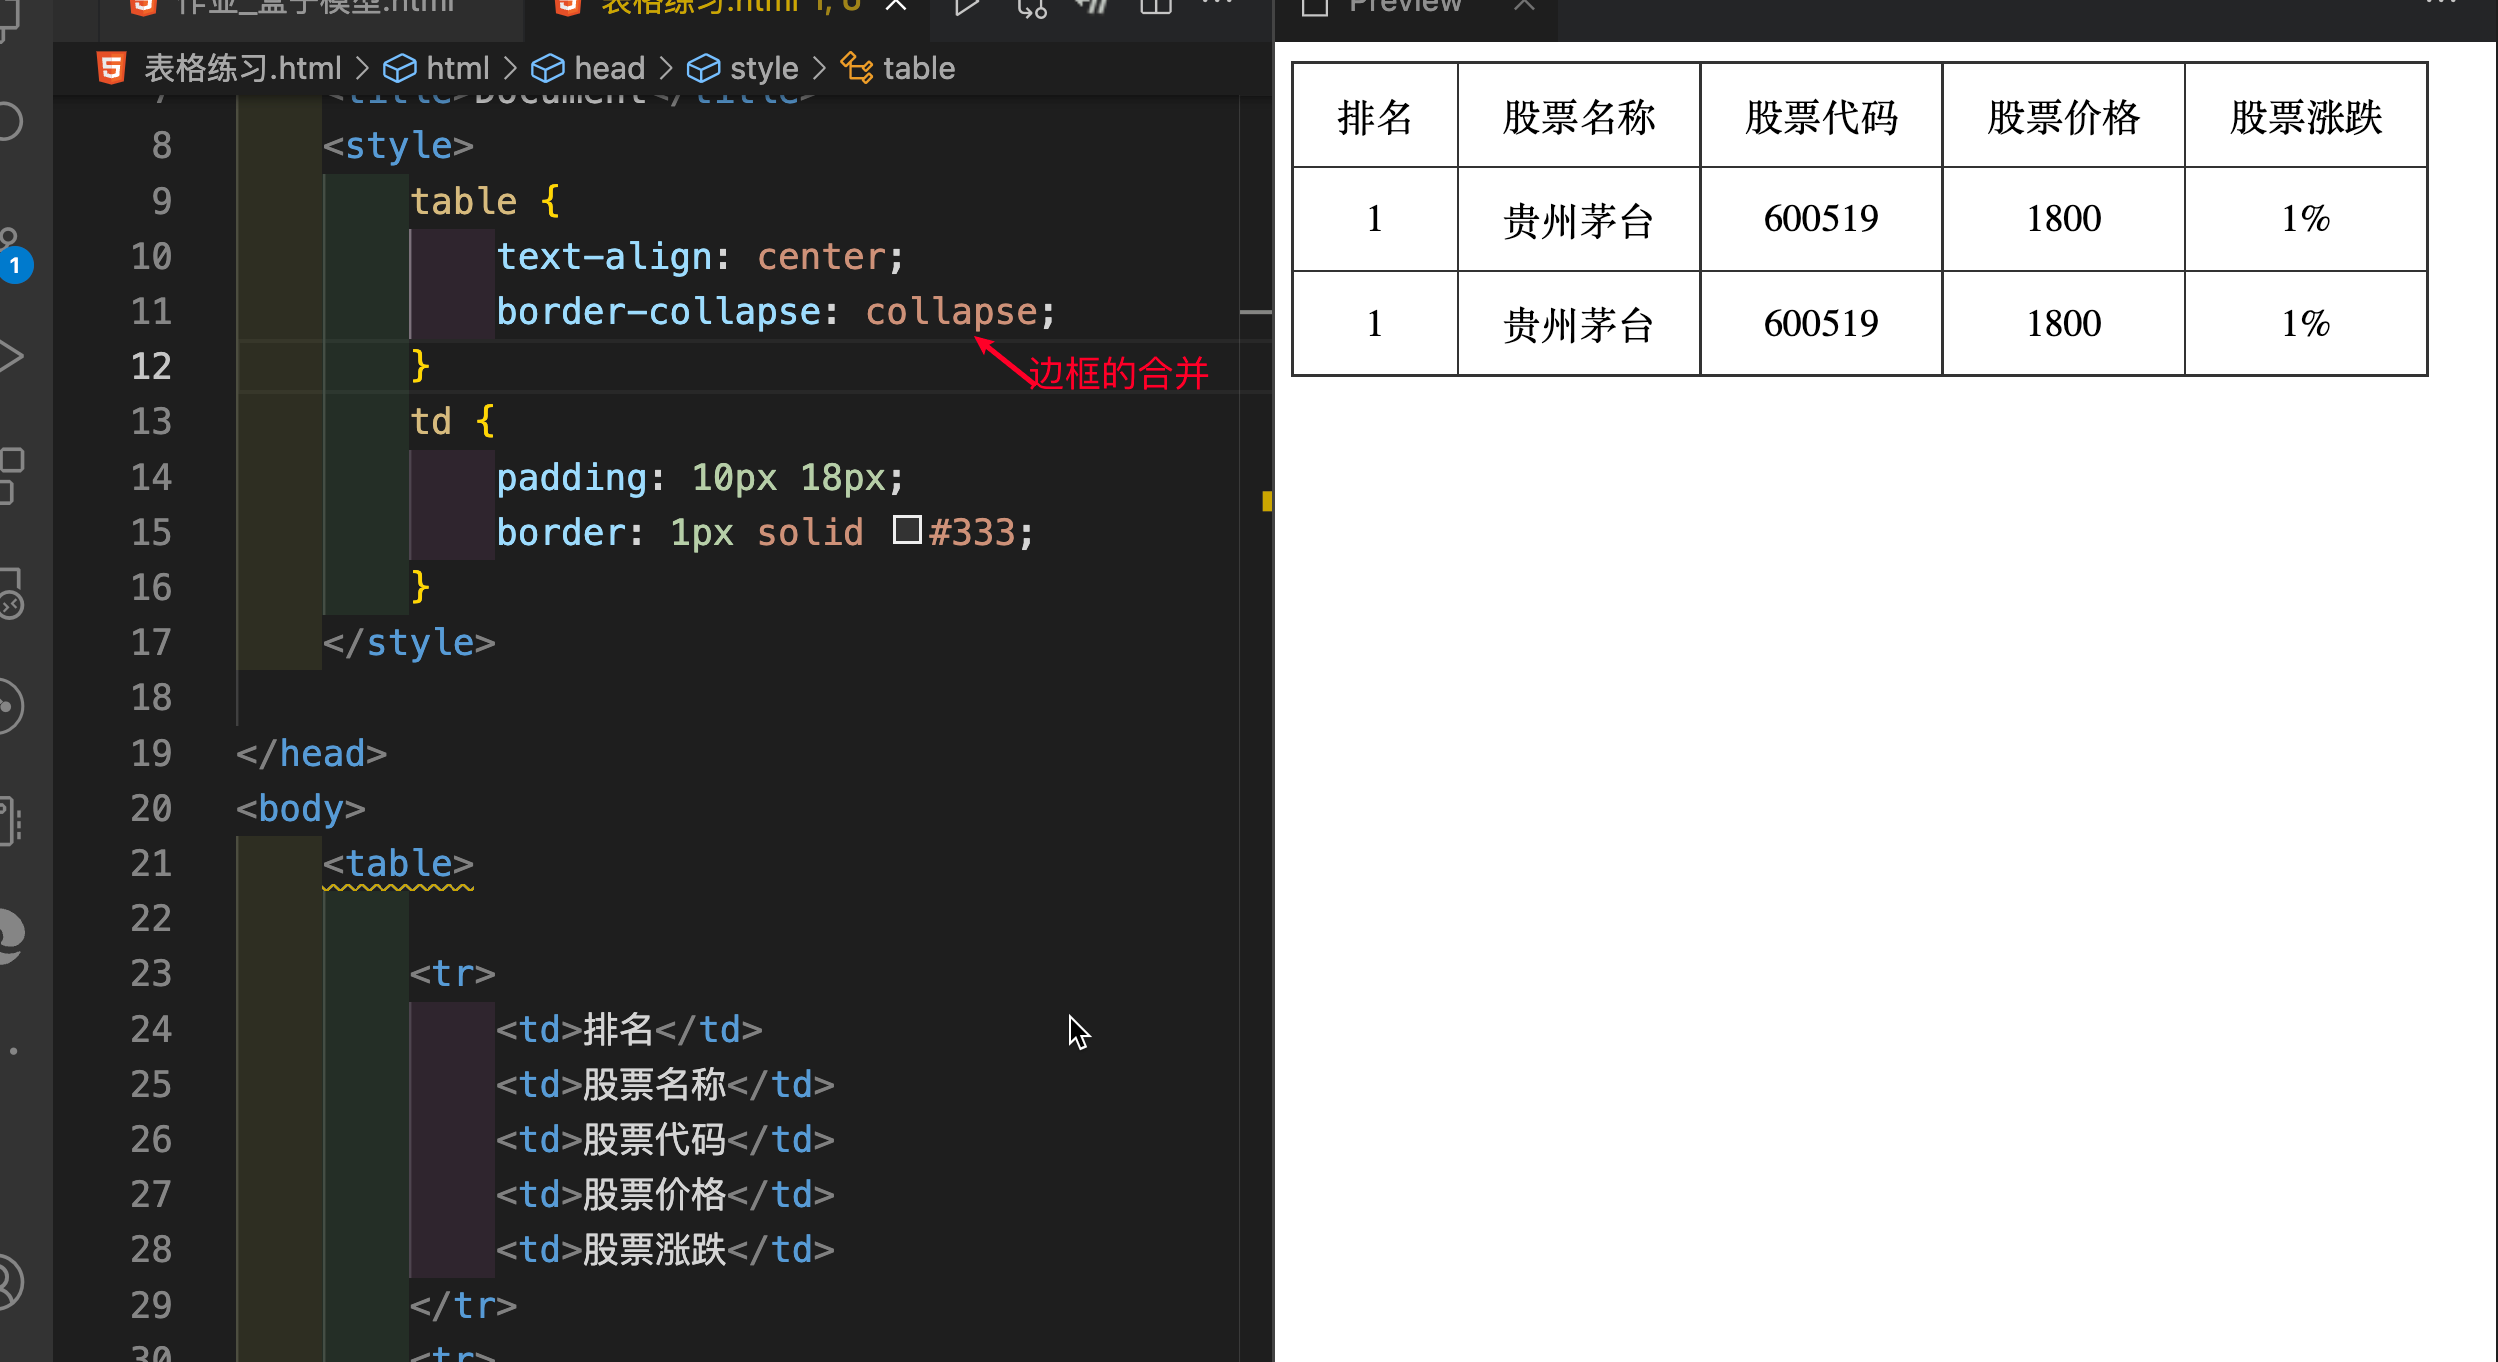 作业_盒子模型.html
表格练习.html 1, U
Preview
表格练习.html > html > head > style > table
1
7 <title>Document</title>
8 <style>
9 table {
10 text-align: center;
11 border-collapse: collapse;
边框的合并
12 }
13 td {
14 padding: 10px 18px;
15 border: 1px solid #333;
16 }
17 </style>
18
19 </head>
20 <body>
21 <table>
22
23 <tr>
24 <td>排名</td>
25 <td>股票名称</td>
26 <td>股票代码</td>
27 <td>股票价格</td>
28 <td>股票涨跌</td>
29 </tr>
30 <tr>
排名 股票名称 股票代码 股票价格 股票涨跌
1 贵州茅台 600519 1800 1%
1 贵州茅台 600519 1800 1%